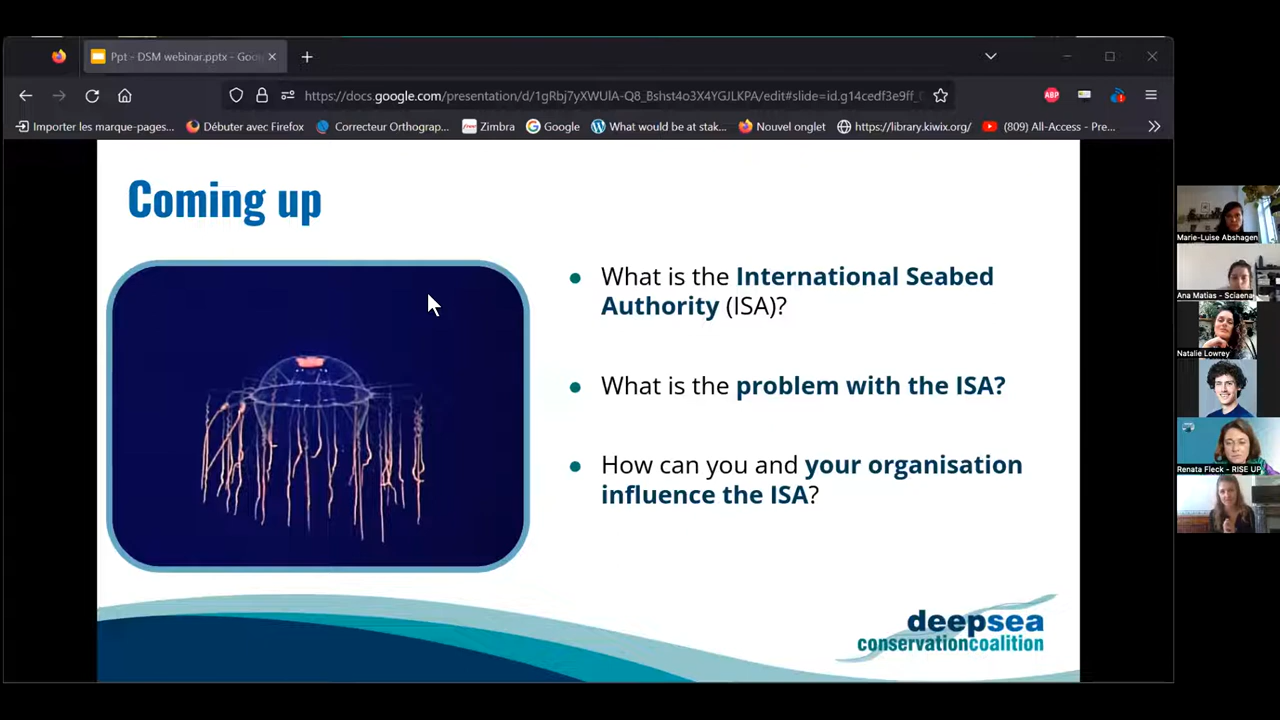 Ppt - DSM webinar.pptx - Goo
https://docs.google.com/presentation/d/1gRbj7yXWUlA-Q8_Bshst4o3X4YGJLKPA/edit#slide=id.g14cedf3e9ff_
ABP
Importer les marque-pages...
Débuter avec Firefox
Correcteur Orthograp...
free
Zimbra
Google
What would be at stak...
Nouvel onglet
https://library.kiwix.org/
(809) All-Access - Pre...
Coming up
What is the International Seabed
Authority (ISA)?
What is the problem with the ISA?
How can you and your organisation
influence the ISA?
deepsea
conservationcoalition
Marie-Luise Abshagen
Ana Matias - Sciaena
Natalie Lowrey
Renata Fleck - RISE UP